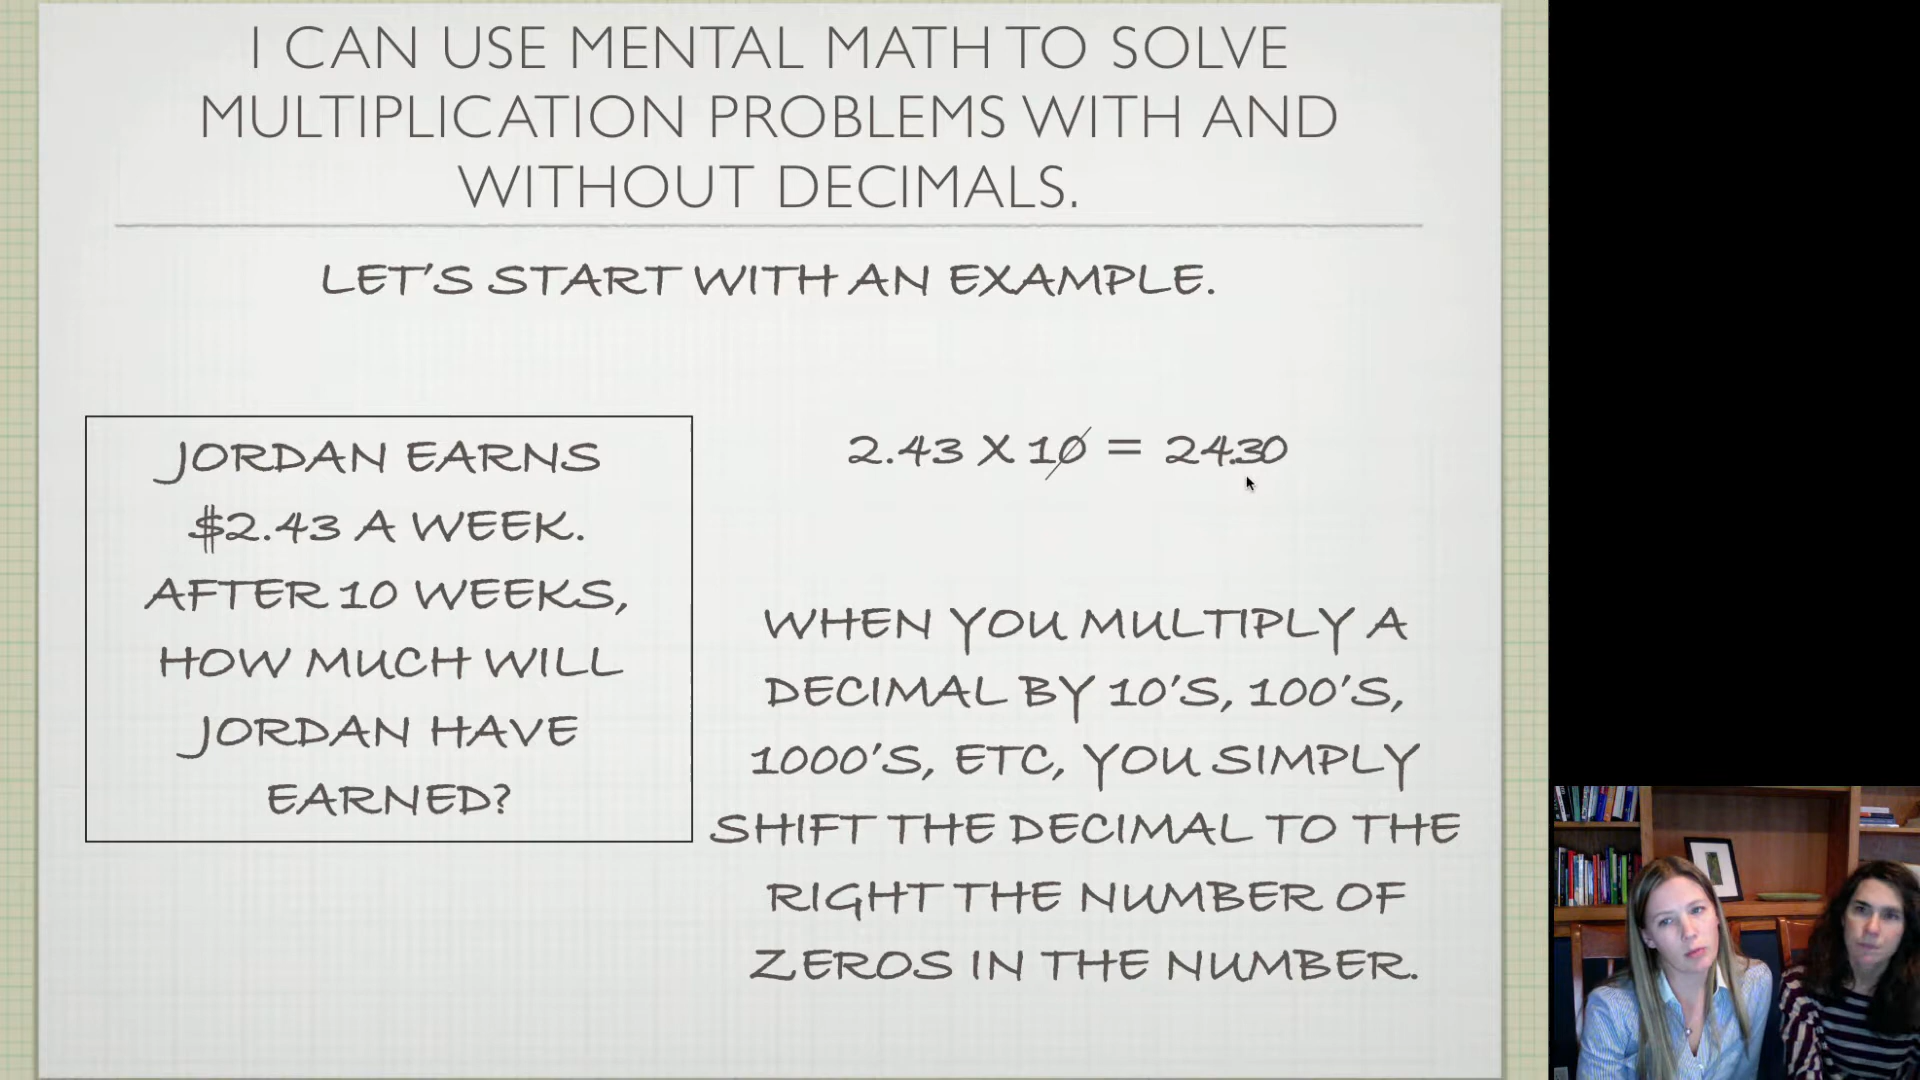 I CAN USE MENTAL MATH TO SOLVE
MULTIPLICATION PROBLEMS WITH AND
WITHOUT DECIMALS.
LET'S START WITH AN EXAMPLE.
JORDAN EARNS
$2.43 A WEEK.
AFTER 10 WEEKS,
HOW MUCH WILL
JORDAN HAVE
EARNED?
2.43 X 10 = 24.30
WHEN YOU MULTIPLY A
DECIMAL BY 10'S, 100'S,
1000'S, ETC, YOU SIMPLY
SHIFT THE DECIMAL TO THE
RIGHT THE NUMBER OF
ZEROS IN THE NUMBER.